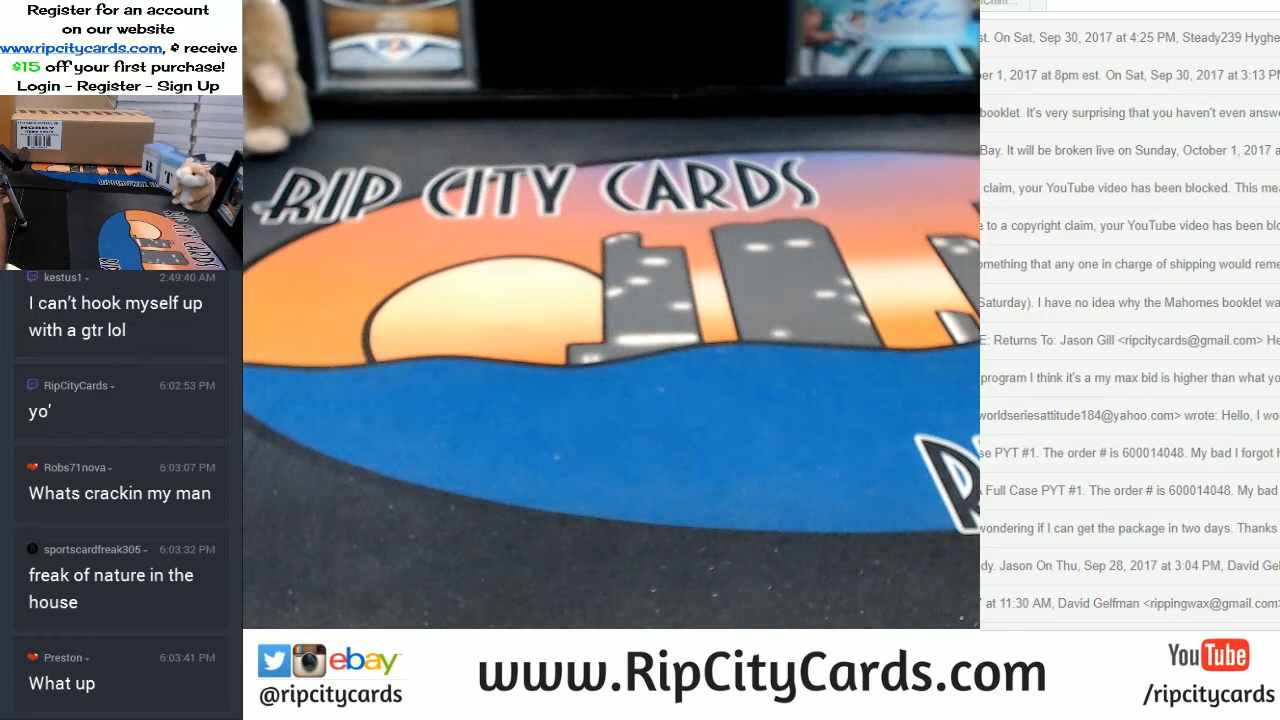 Register for an account
on our website
www.ripcitycards.com, & receive
$15 off your first purchase!
Login - Register - Sign Up
HOBBY
R
T
RIP CITY CARDS
RIP CITY CARDS
kestus1
2:49:40 AM
I can't hook myself up
with a gtr lol
RipCityCards
6:02:53 PM
yo'
Robs71nova
6:03:07 PM
Whats crackin my man
sportscardfreak305
6:03:32 PM
freak of nature in the
house
Preston
6:03:41 PM
What up
st. On Sat, Sep 30, 2017 at 4:25 PM, Steady239 Hyghe
er 1, 2017 at 8pm est. On Sat, Sep 30, 2017 at 3:13 PM
booklet. It's very surprising that you haven't even answe
Bay. It will be broken live on Sunday, October 1, 2017 a
claim, your YouTube video has been blocked. This mea
e to a copyright claim, your YouTube video has been blo
omething that any one in charge of shipping would reme
Saturday). I have no idea why the Mahomes booklet wa
E: Returns To: Jason Gill <ripcitycards@gmail.com> He
program I think it's a my max bid is higher than what yo
worldseriesattitude184@yahoo.com> wrote: Hello, I wo
se PYT #1. The order # is 600014048. My bad I forgot H
A Full Case PYT #1. The order # is 600014048. My bad
wondering if I can get the package in two days. Thanks
dy. Jason On Thu, Sep 28, 2017 at 3:04 PM, David Gel
at 11:30 AM, David Gelfman <rippingwax@gmail.com>
ebay
@ripcitycards
www.RipCityCards.com
YouTube
/ripcitycards